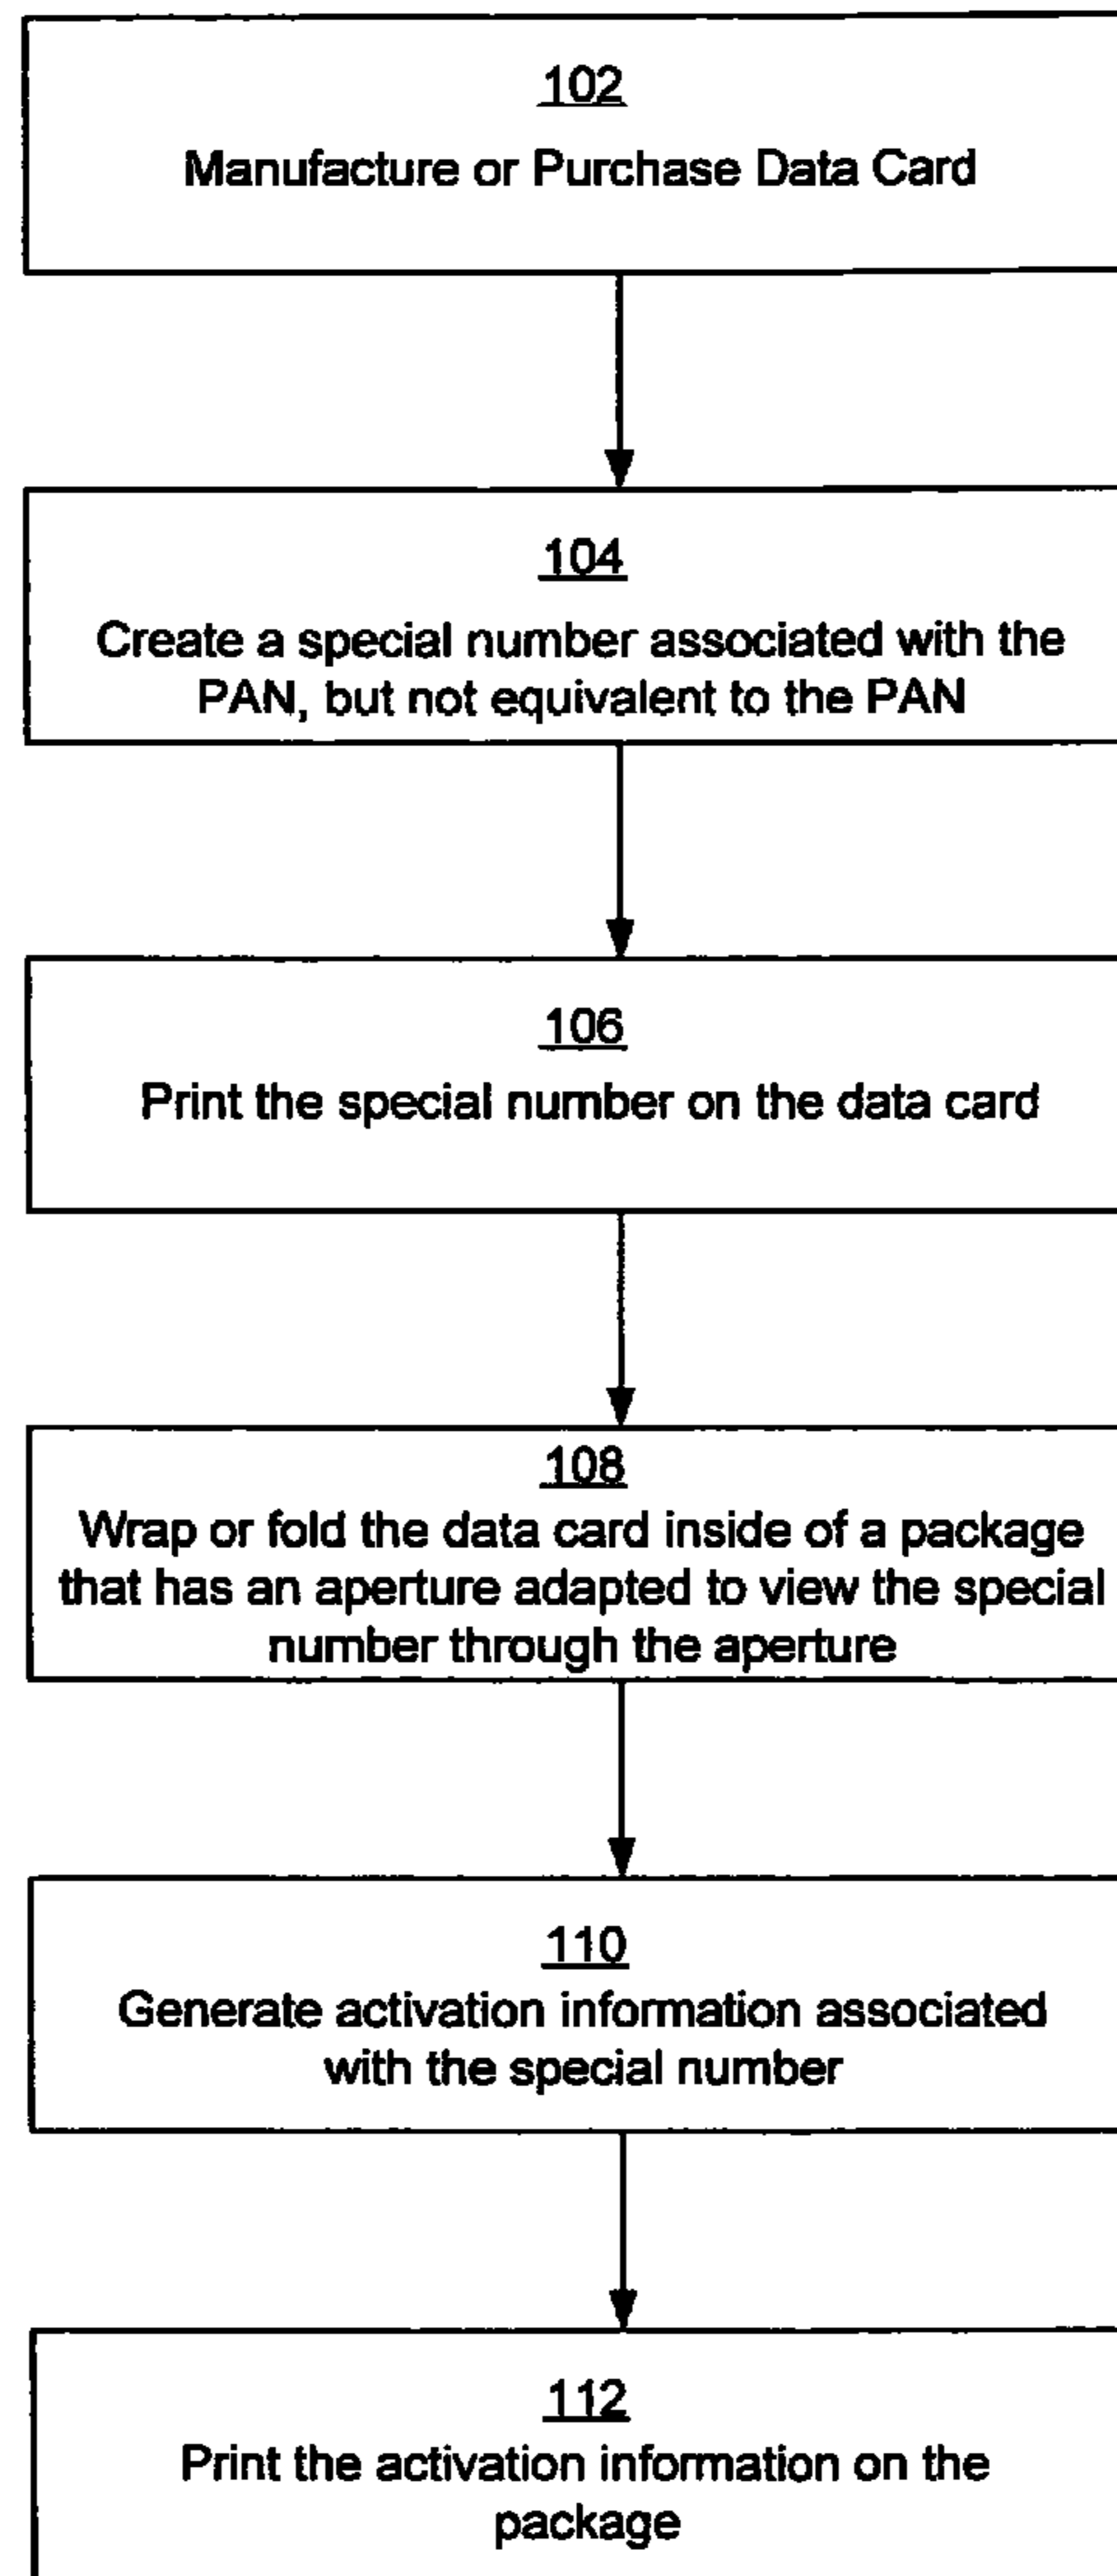 102
Manufacture or Purchase Data Card
104
Create a special number associated with the
PAN, but not equivalent to the PAN
106
Print the special number on the data card
108
Wrap or fold the data card inside of a package
that has an aperture adapted to view the special
number through the aperture
110
Generate activation information associated
with the special number
112
Print the activation information on the
package